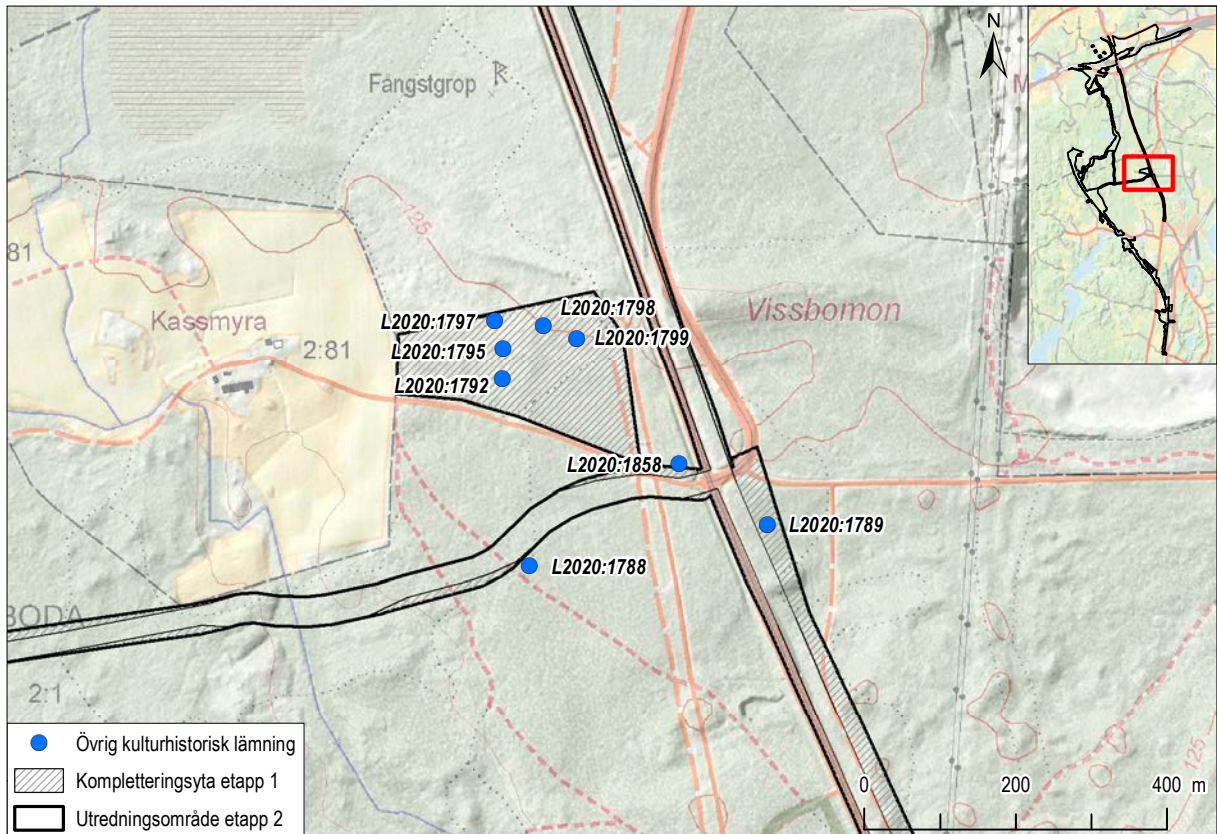 N
Fångstgrop
R
M
125
81
Kassmyra
2:81
Vissbomon
L2020:1797
L2020:1798
L2020:1799
L2020:1795
L2020:1792
L2020:1858
L2020:1789
L2020:1788
BODA
2:1
125
Övrig kulturhistorisk lämning
Kompletteringsyta etapp 1
Utredningsområde etapp 2
0 200 400 m